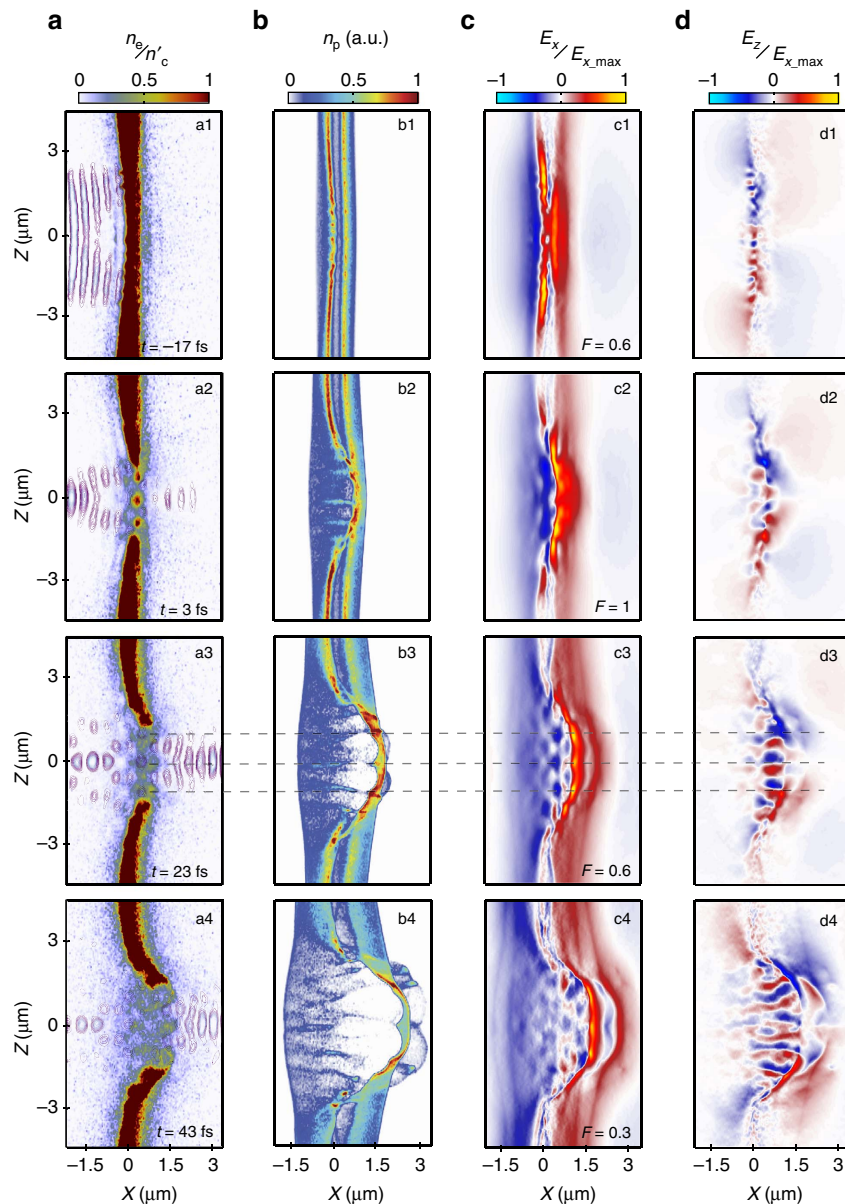 a b c d
n_e/n′_c n_p (a.u.) E_x/E_x_max E_z/E_x_max
0 0.5 1 0 0.5 1 −1 0 1 −1 0 1
a1 b1 c1 d1
3
0
−3
Z (μm)
t = −17 fs F = 0.6
a2 b2 c2 d2
3
0
−3
Z (μm)
t = 3 fs F = 1
a3 b3 c3 d3
3
0
−3
Z (μm)
t = 23 fs F = 0.6
a4 b4 c4 d4
3
0
−3
Z (μm)
t = 43 fs F = 0.3
−1.5 0 1.5 3 −1.5 0 1.5 3 −1.5 0 1.5 3 −1.5 0 1.5 3
X (μm) X (μm) X (μm) X (μm)